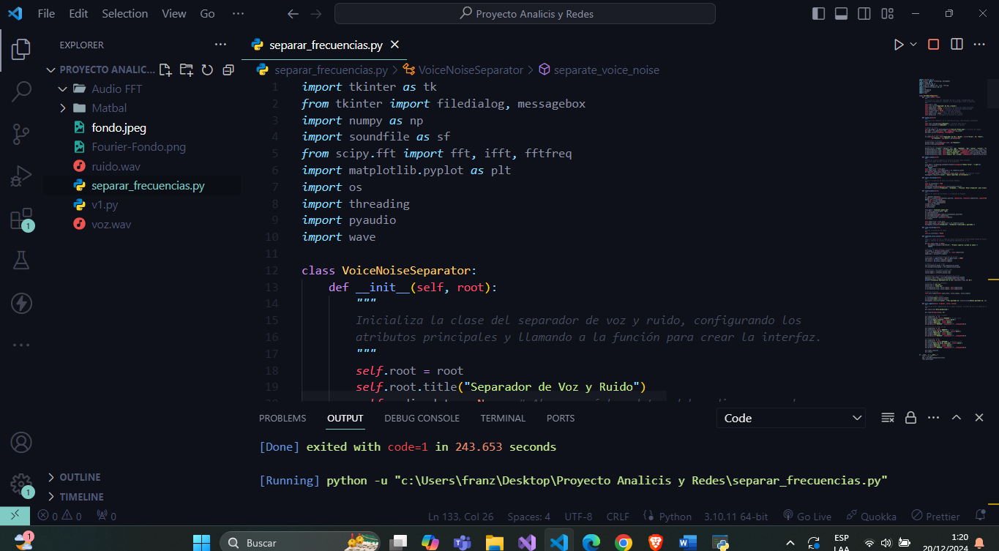 File Edit Selection View Go ···
Proyecto Analicis y Redes
EXPLORER
PROYECTO ANALIC...
Audio FFT
Matbal
fondo.jpeg
Fourier-Fondo.png
ruido.wav
separar_frecuencias.py
v1.py
voz.wav
OUTLINE
TIMELINE
separar_frecuencias.py
separar_frecuencias.py > VoiceNoiseSeparator > separate_voice_noise
1 import tkinter as tk
2 from tkinter import filedialog, messagebox
3 import numpy as np
4 import soundfile as sf
5 from scipy.fft import fft, ifft, fftfreq
6 import matplotlib.pyplot as plt
7 import os
8 import threading
9 import pyaudio
10 import wave
11
12 class VoiceNoiseSeparator:
13 def __init__(self, root):
14 """
15 Inicializa la clase del separador de voz y ruido, configurando los
16 atributos principales y llamando a la función para crear la interfaz.
17 """
18 self.root = root
19 self.root.title("Separador de Voz y Ruido")
PROBLEMS OUTPUT DEBUG CONSOLE TERMINAL PORTS
Code
[Done] exited with code=1 in 243.653 seconds
[Running] python -u "c:\Users\franz\Desktop\Proyecto Analicis y Redes\separar_frecuencias.py"
1
1
0 0 0
Ln 133, Col 26 Spaces: 4 UTF-8 CRLF Python 3.10.11 64-bit Go Live Quokka Prettier
1
Buscar
ESP
LAA
1:20
20/12/2024